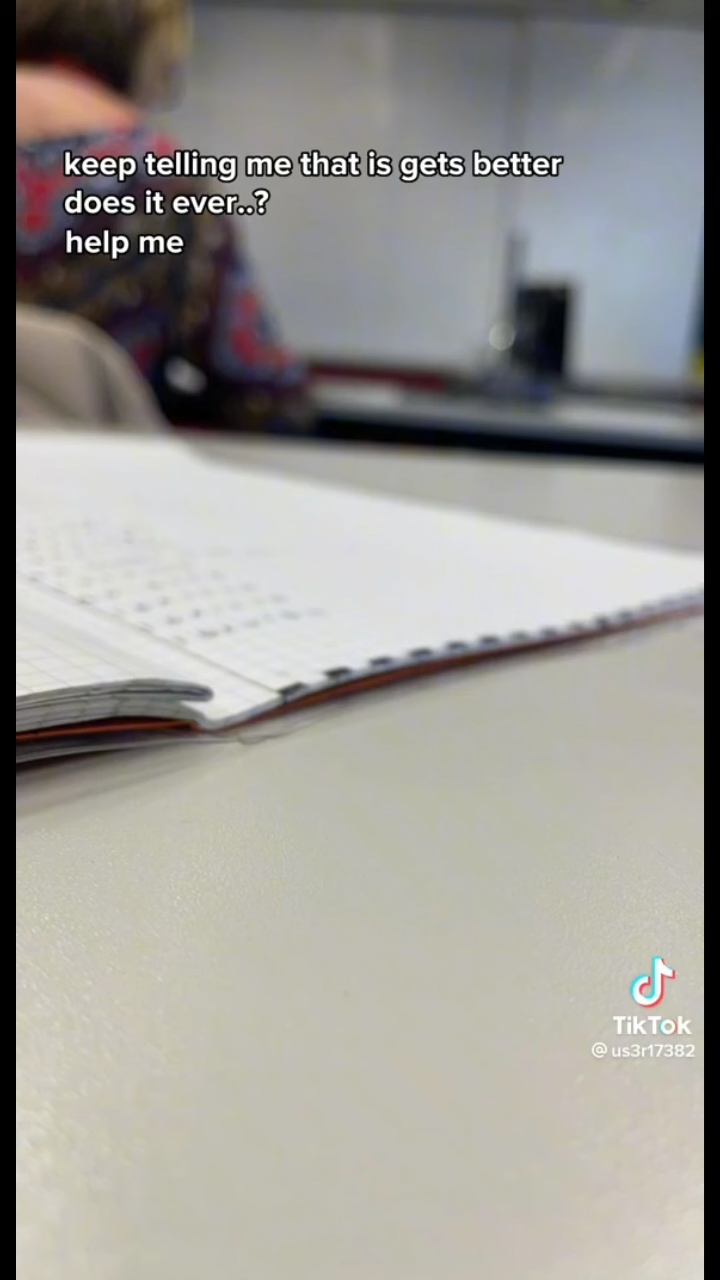 keep telling me that is gets better
does it ever..?
help me
TikTok
@us3r17382